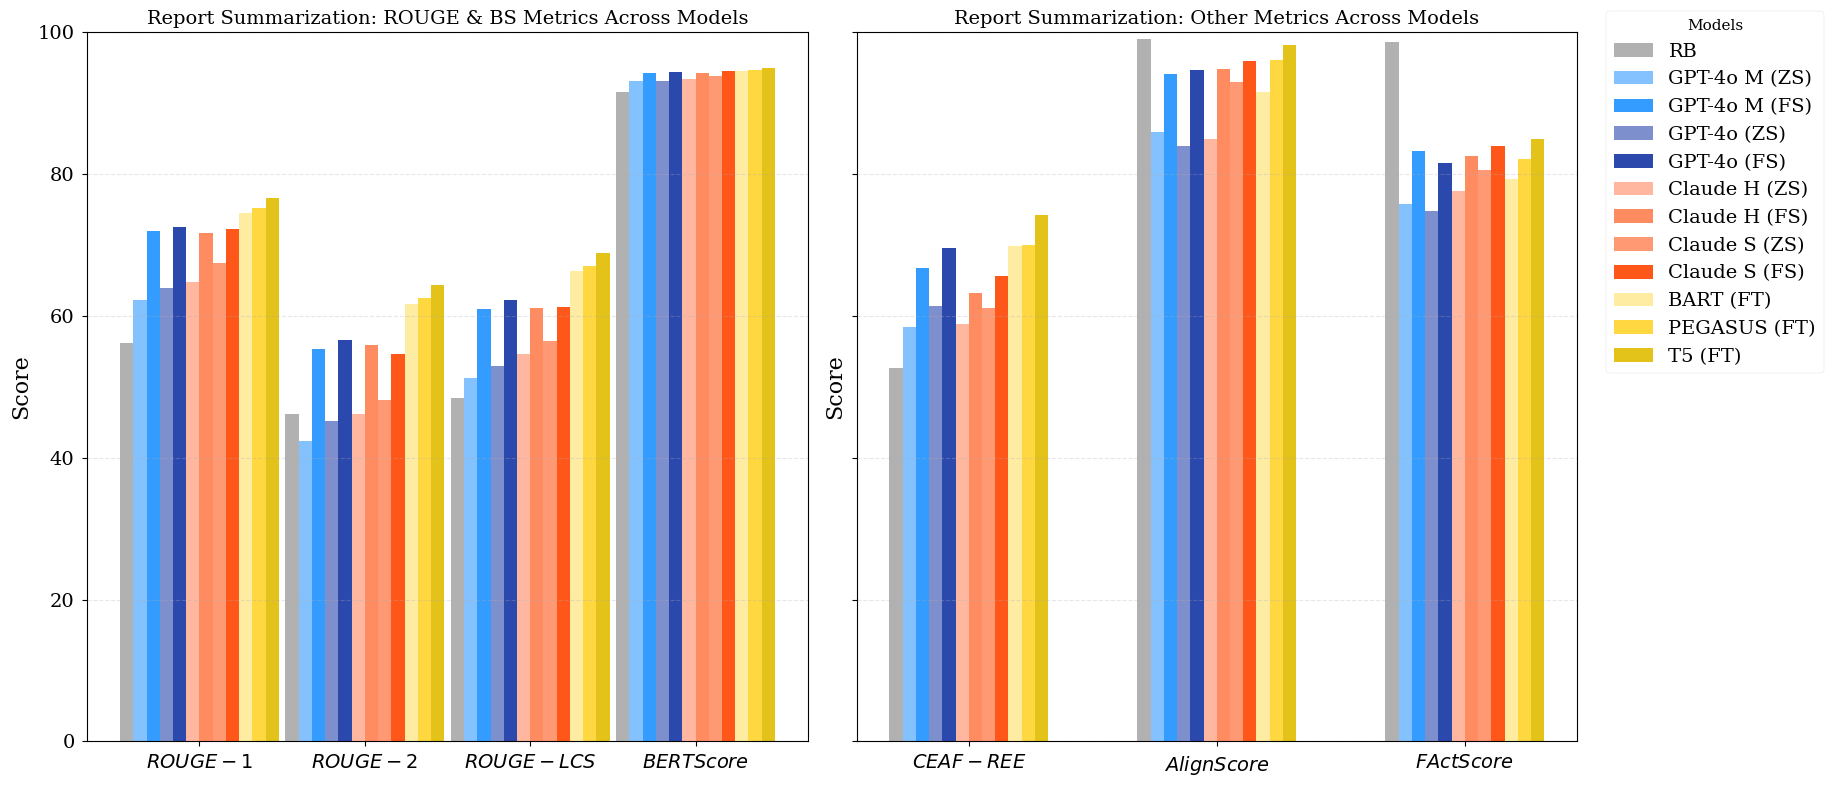 Report Summarization: ROUGE & BS Metrics Across Models
Score
100
80
60
40
20
0
ROUGE − 1
ROUGE − 2
ROUGE − LCS
BERTScore
Report Summarization: Other Metrics Across Models
Score
CEAF − REE
AlignScore
FActScore
Models
RB
GPT-4o M (ZS)
GPT-4o M (FS)
GPT-4o (ZS)
GPT-4o (FS)
Claude H (ZS)
Claude H (FS)
Claude S (ZS)
Claude S (FS)
BART (FT)
PEGASUS (FT)
T5 (FT)